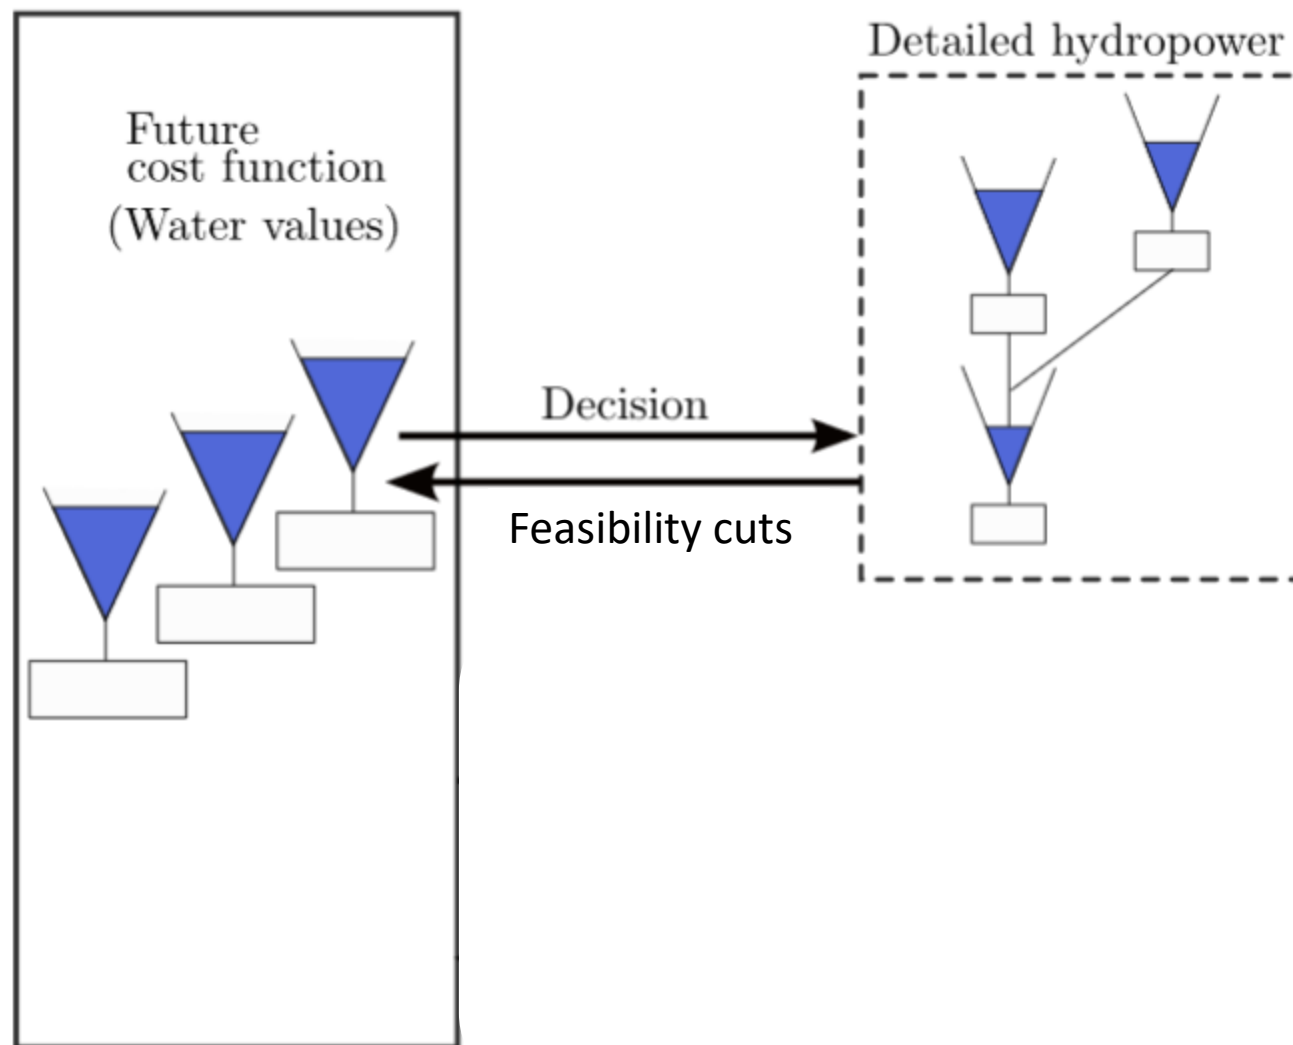 Future
cost function
(Water values)
Decision
Feasibility cuts
Detailed hydropower